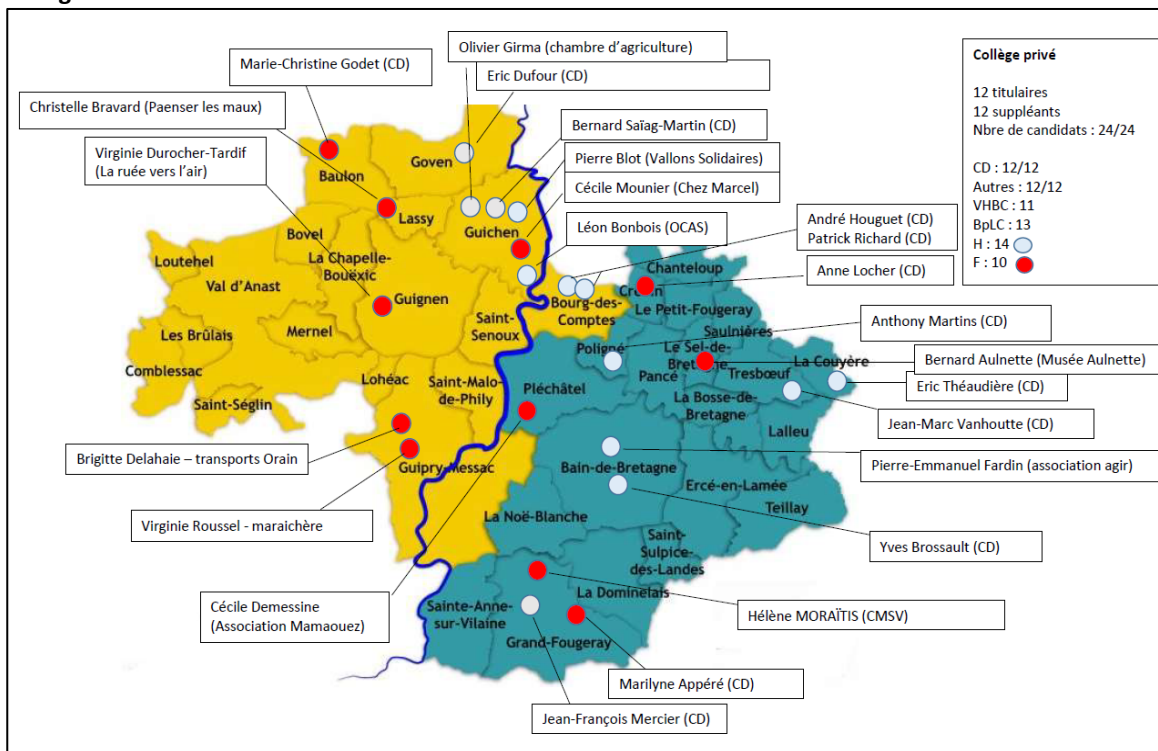 Olivier Girma (chambre d'agriculture)
Marie-Christine Godet (CD)
Eric Dufour (CD)
Christelle Bravard (Paenser les maux)
Bernard Saïag-Martin (CD)
Virginie Durocher-Tardif
(La ruée vers l'air)
Pierre Blot (Vallons Solidaires)
Cécile Mounier (Chez Marcel)
Léon Bonbois (OCAS)
André Houguet (CD)
Patrick Richard (CD)
Anne Locher (CD)
Anthony Martins (CD)
Bernard Aulnette (Musée Aulnette)
Eric Théaudière (CD)
Jean-Marc Vanhoutte (CD)
Pierre-Emmanuel Fardin (association agir)
Yves Brossault (CD)
Hélène MORAÏTIS (CMSV)
Marilyne Appéré (CD)
Jean-François Mercier (CD)
Cécile Demessine
(Association Mamaouez)
Virginie Roussel - maraichère
Brigitte Delahaie – transports Orain
Collège privé
12 titulaires
12 suppléants
Nbre de candidats : 24/24
CD : 12/12
Autres : 12/12
VHBC : 11
BpLC : 13
H : 14
F : 10
Goven
Baulon
Lassy
Guichen
Bovel
La Chapelle-
Bouëxic
Loutehel
Val d'Anast
Guignen
Bourg-des-
Comptes
Saint-
Senoux
Mernel
Les Brûlais
Comblessac
Saint-Séglin
Lohéac
Saint-Malo-
de-Phily
Guipry-Messac
Chanteloup
Le Petit-Fougeray
Saulnières
Poligné
Le Sel-de-
Bretagne
La Couyère
Pancé
Tresbœuf
Pléchâtel
La Bosse-de-
Bretagne
Lalleu
Bain-de-Bretagne
Ercé-en-Lamée
Teillay
La Noë-Blanche
Saint-
Sulpice-
des-Landes
La Dominelais
Sainte-Anne-
sur-Vilaine
Grand-Fougeray